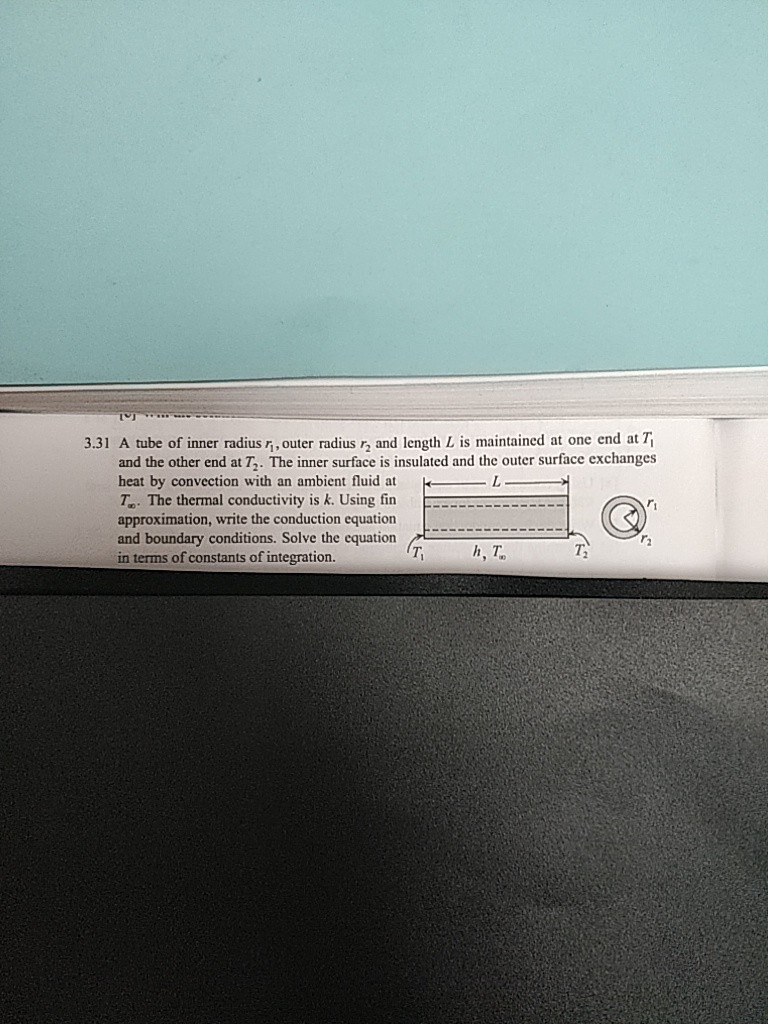 3.31 A tube of inner radius r₁, outer radius r₂ and length L is maintained at one end at T₁
and the other end at T₂. The inner surface is insulated and the outer surface exchanges
heat by convection with an ambient fluid at
T∞. The thermal conductivity is k. Using fin
approximation, write the conduction equation
and boundary conditions. Solve the equation
in terms of constants of integration.
L
r₁
r₂
T₁
h, T∞
T₂